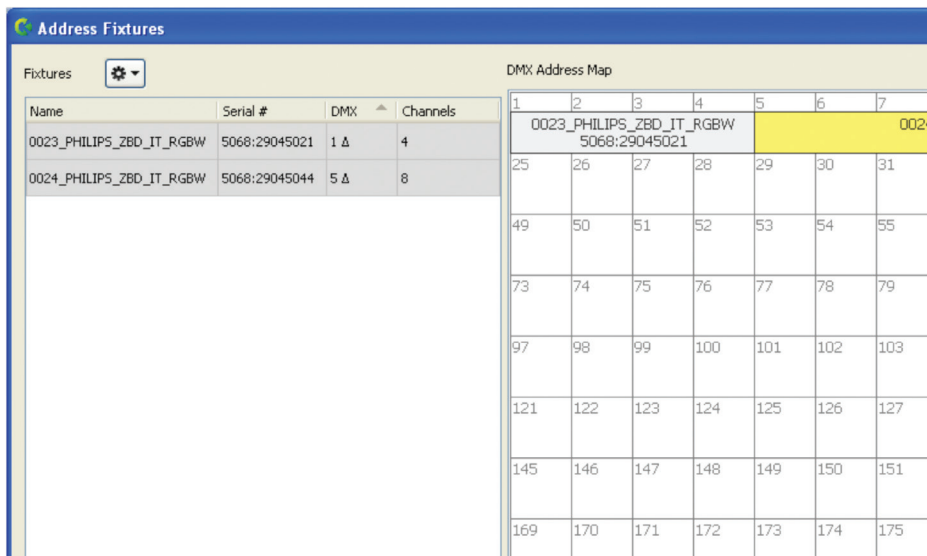 Address Fixtures
Fixtures
DMX Address Map
Name Serial # DMX Channels
0023_PHILIPS_ZBD_IT_RGBW 5068:29045021 1 Δ 4
0024_PHILIPS_ZBD_IT_RGBW 5068:29045044 5 Δ 8
1 2 3 4 5 6 7
0023_PHILIPS_ZBD_IT_RGBW
5068:29045021
002
25 26 27 28 29 30 31
49 50 51 52 53 54 55
73 74 75 76 77 78 79
97 98 99 100 101 102 103
121 122 123 124 125 126 127
145 146 147 148 149 150 151
169 170 171 172 173 174 175